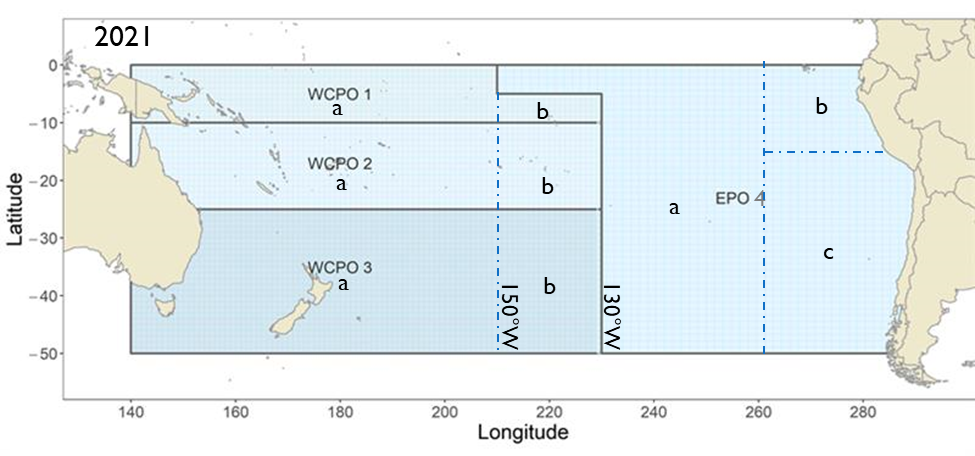 2021
0
−10
−20
−30
−40
−50
Latitude
WCPO 1
a
b
WCPO 2
a
b
WCPO 3
a
b
150°W
130°W
EPO 4
a
b
c
140
160
180
200
220
240
260
280
Longitude